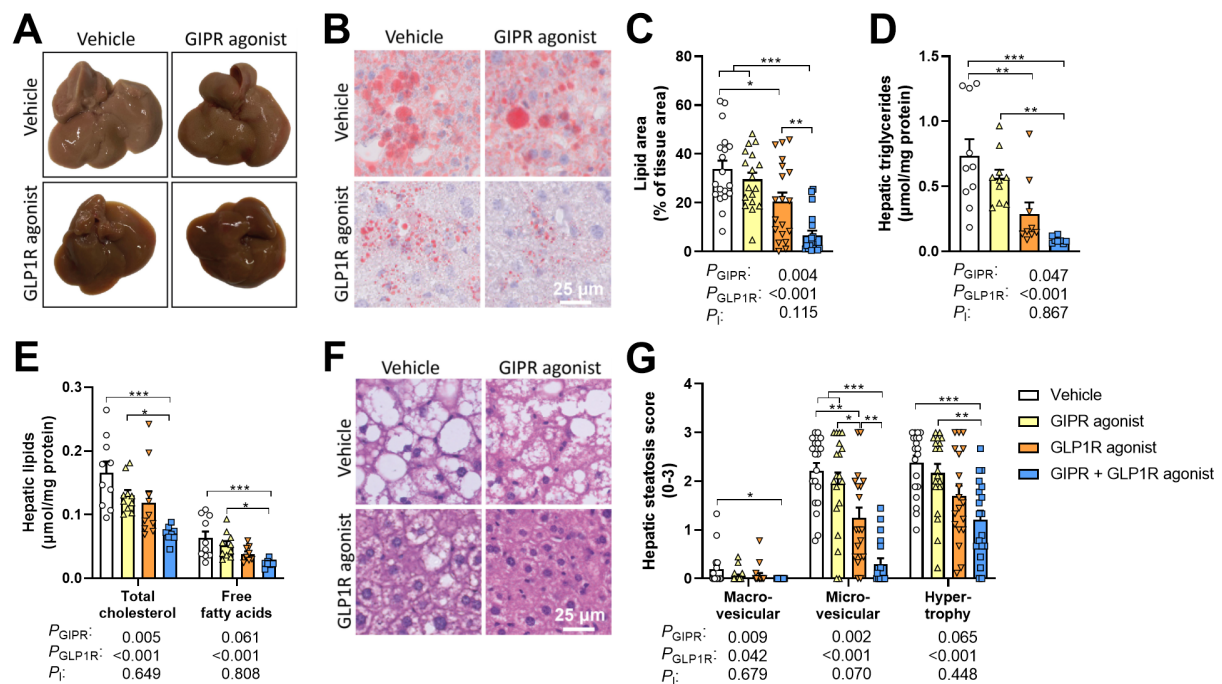 A
Vehicle
GIPR agonist
Vehicle
GLP1R agonist
B
Vehicle
GIPR agonist
Vehicle
GLP1R agonist
25 µm
C
Lipid area
(% of tissue area)
80
60
40
20
0
***
*
**
PGIPR: 0.004
PGLP1R: <0.001
PI: 0.115
D
Hepatic triglycerides
(µmol/mg protein)
1.5
1.0
0.5
0.0
***
**
**
PGIPR: 0.047
PGLP1R: <0.001
PI: 0.867
E
Hepatic lipids
(µmol/mg protein)
0.3
0.2
0.1
0.0
***
*
***
*
Total
cholesterol
Free
fatty acids
PGIPR: 0.005 0.061
PGLP1R: <0.001 <0.001
PI: 0.649 0.808
F
Vehicle
GIPR agonist
Vehicle
GLP1R agonist
25 µm
G
Hepatic steatosis score
(0-3)
4
3
2
1
0
*
***
**
*
**
***
**
Macro-
vesicular
Micro-
vesicular
Hyper-
trophy
PGIPR: 0.009 0.002 0.065
PGLP1R: 0.042 <0.001 <0.001
PI: 0.679 0.070 0.448
Vehicle
GIPR agonist
GLP1R agonist
GIPR + GLP1R agonist